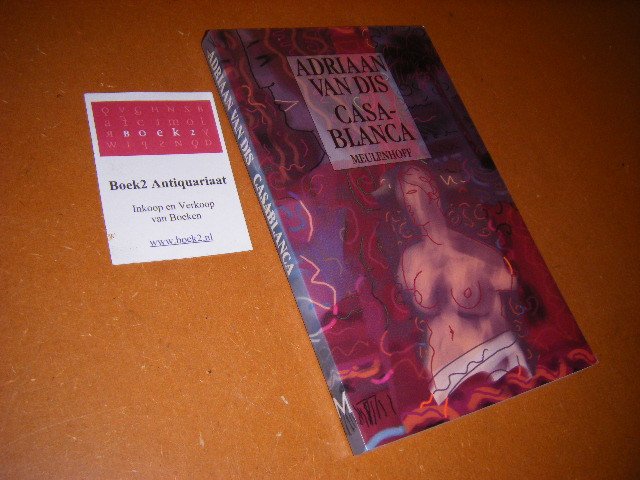 BOEK2
Boek2 Antiquariaat
Inkoop en Verkoop
van Boeken
www.boek2.nl
ADRIAAN VAN DIS CASABLANCA
ADRIAAN
VAN DIS
CASA-
BLANCA
MEULENHOFF
M